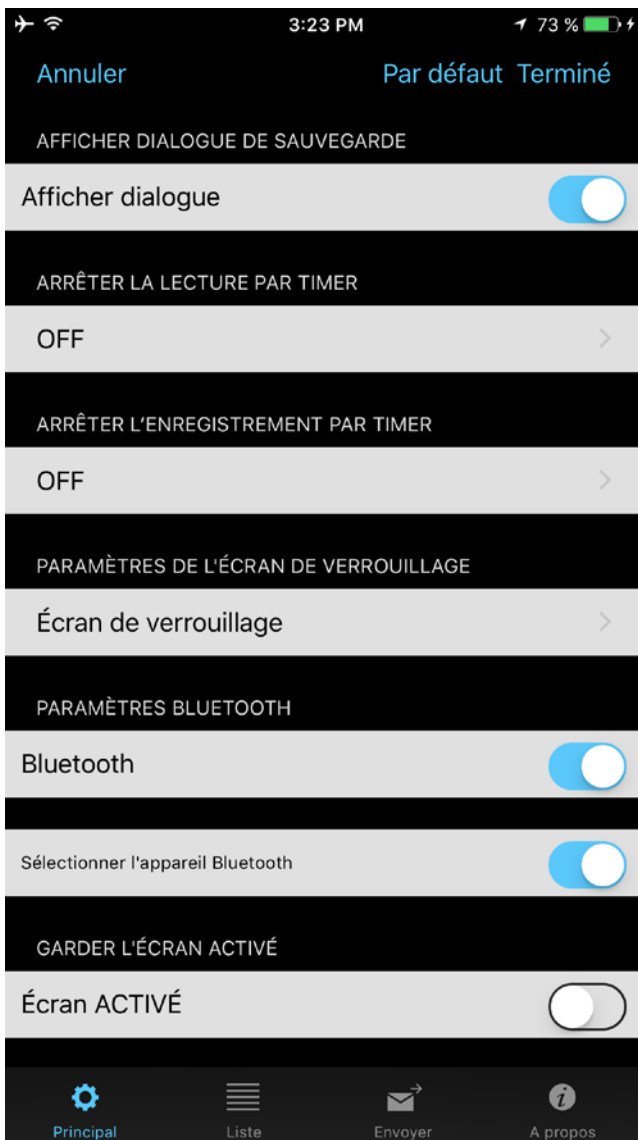 3:23 PM 73 %
Annuler Par défaut Terminé
AFFICHER DIALOGUE DE SAUVEGARDE
Afficher dialogue
ARRÊTER LA LECTURE PAR TIMER
OFF
ARRÊTER L’ENREGISTREMENT PAR TIMER
OFF
PARAMÈTRES DE L'ÉCRAN DE VERROUILLAGE
Écran de verrouillage
PARAMÈTRES BLUETOOTH
Bluetooth
Sélectionner l'appareil Bluetooth
GARDER L'ÉCRAN ACTIVÉ
Écran ACTIVÉ
Principal Liste Envoyer A propos